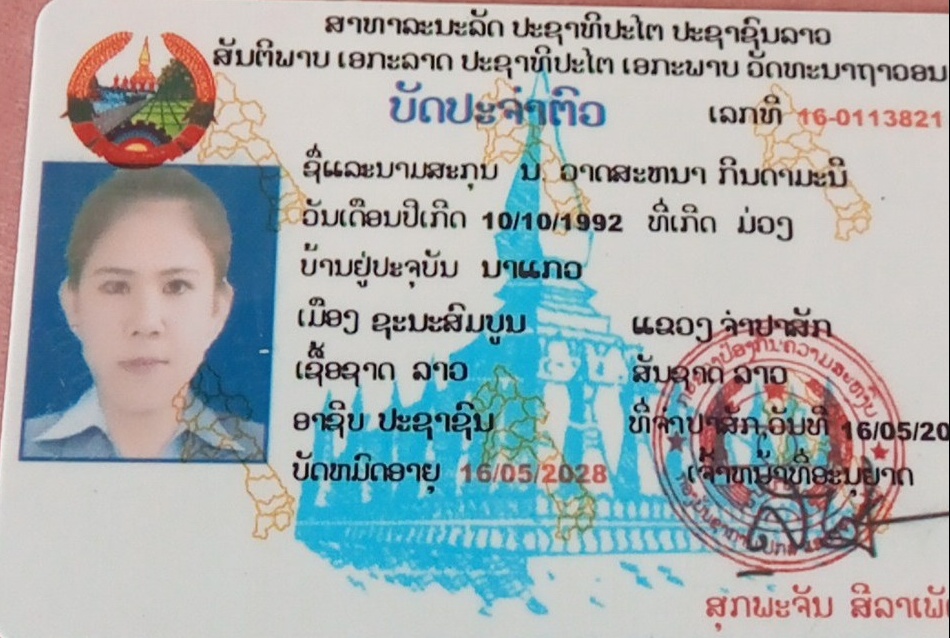 ສາທາລະນະລັດ ປະຊາທິປະໄຕ ປະຊາຊົນລາວ
ສັນຕິພາບ ເອກະລາດ ປະຊາທິປະໄຕ ເອກະພາບ ວັດທະນາຖາວອນ
ບັດປະຈຳຕົວ ເລກທີ 16-0113821
ຊື່ແລະນາມສະກຸນ ນ. ວາດສະຫນາ ກິນດາມະນີ
ວັນເດືອນປີເກີດ 10/10/1992 ທີ່ເກີດ ມ່ວງ
ບ້ານຢູ່ປະຈຸບັນ ນາແກວ
ເມືອງ ຊະນະສົມບູນ ແຂວງ ຈຳປາສັກ
ເຊື້ອຊາດ ລາວ ສັນຊາດ ລາວ
ອາຊີບ ປະຊາຊົນ ທີ່ຈຳປາສັກ,ວັນທີ 16/05/20
ບັດຫມົດອາຍຸ 16/05/2028 ເຈົ້າຫນ້າທີ່ອະນຸຍາດ
ສຸກພະຈັນ ສີລາເພັ